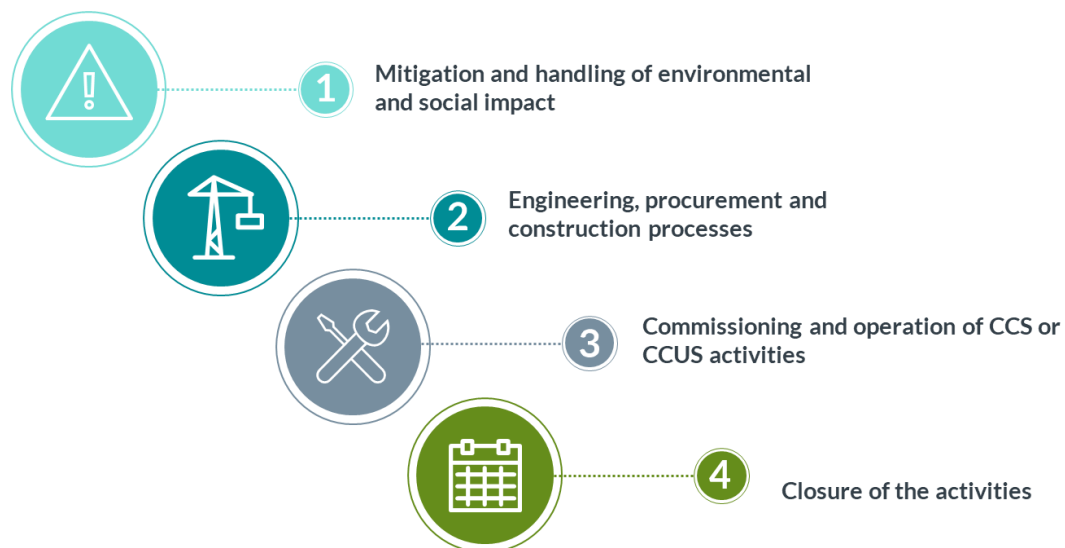 1
Mitigation and handling of environmental
and social impact
2
Engineering, procurement and
construction processes
3
Commissioning and operation of CCS or
CCUS activities
4
Closure of the activities